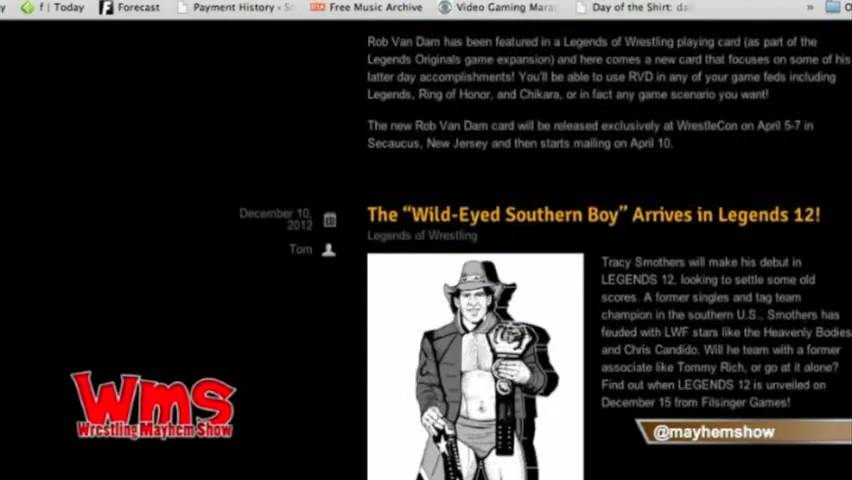 f | Today
Forecast
Payment History
Free Music Archive
Video Gaming Mara
Day of the Shirt: dai
Rob Van Dam has been featured in a Legends of Wrestling playing card (as part of the
Legends Originals game expansion) and here comes a new card that focuses on some of his
latter day accomplishments! You'll be able to use RVD in any of your game feds including
Legends, Ring of Honor, and Chikara, or in fact any game scenario you want!
The new Rob Van Dam card will be released exclusively at WrestleCon on April 5-7 in
Secaucus, New Jersey and then starts mailing on April 10.
December 10,
2012
Tom
The “Wild-Eyed Southern Boy” Arrives in Legends 12!
Legends of Wrestling
Tracy Smothers will make his debut in
LEGENDS 12, looking to settle some old
scores. A former singles and tag team
champion in the southern U.S., Smothers has
feuded with LWF stars like the Heavenly Bodies
and Chris Candido. Will he team with a former
associate like Tommy Rich, or go at it alone?
Find out when LEGENDS 12 is unveiled on
December 15 from Filsinger Games!
wms
Wrestling Mayhem Show
@mayhemshow